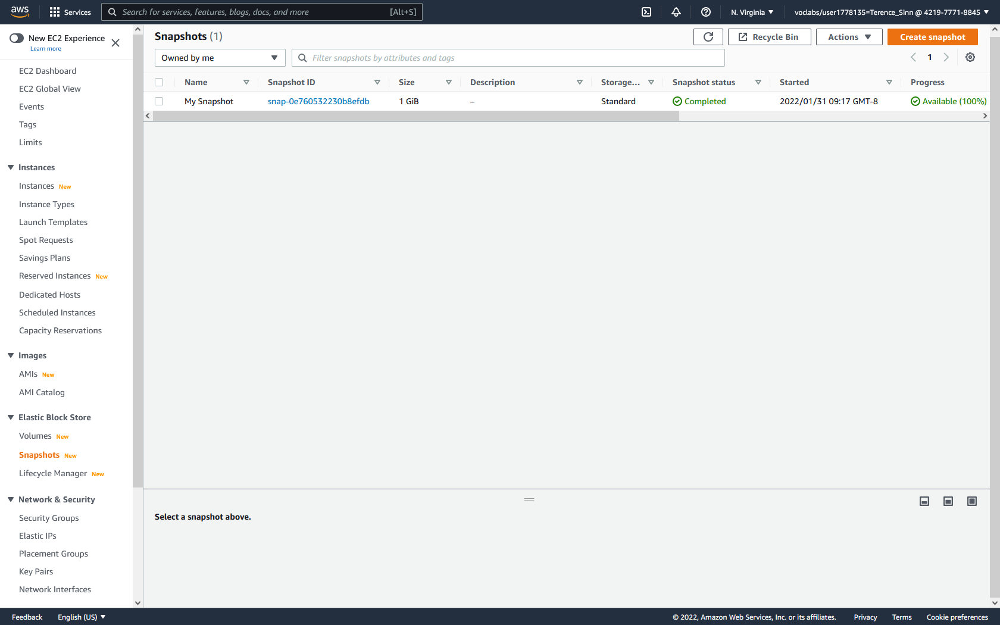 aws
Services
Search for services, features, blogs, docs, and more [Alt+S]
N. Virginia
voclabs/user1778135=Terence_Sinn @ 4219-7771-8845
New EC2 Experience
Learn more
EC2 Dashboard
EC2 Global View
Events
Tags
Limits
Instances
Instances New
Instance Types
Launch Templates
Spot Requests
Savings Plans
Reserved Instances New
Dedicated Hosts
Scheduled Instances
Capacity Reservations
Images
AMIs New
AMI Catalog
Elastic Block Store
Volumes New
Snapshots New
Lifecycle Manager New
Network & Security
Security Groups
Elastic IPs
Placement Groups
Key Pairs
Network Interfaces
Snapshots (1)
Recycle Bin
Actions
Create snapshot
Owned by me
Filter snapshots by attributes and tags
1
Name Snapshot ID Size Description Storage... Snapshot status Started Progress
My Snapshot snap-0e760532230b8efdb 1 GiB – Standard Completed 2022/01/31 09:17 GMT-8 Available (100%)
Select a snapshot above.
Feedback English (US) © 2022, Amazon Web Services, Inc. or its affiliates. Privacy Terms Cookie preferences